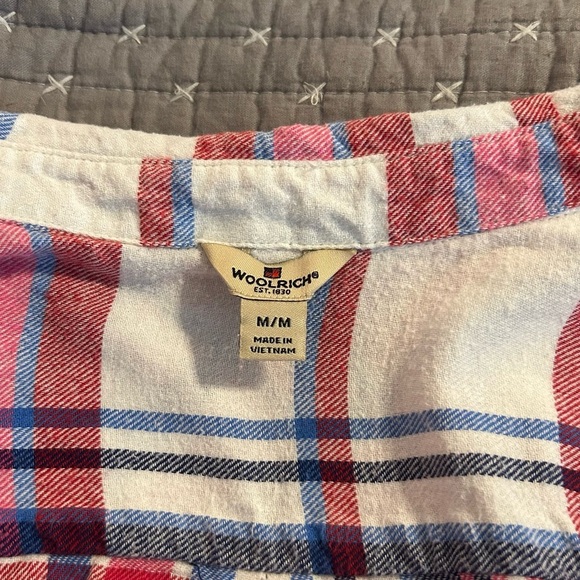 WOOLRICH®
EST. 1830
M/M
MADE IN
VIETNAM